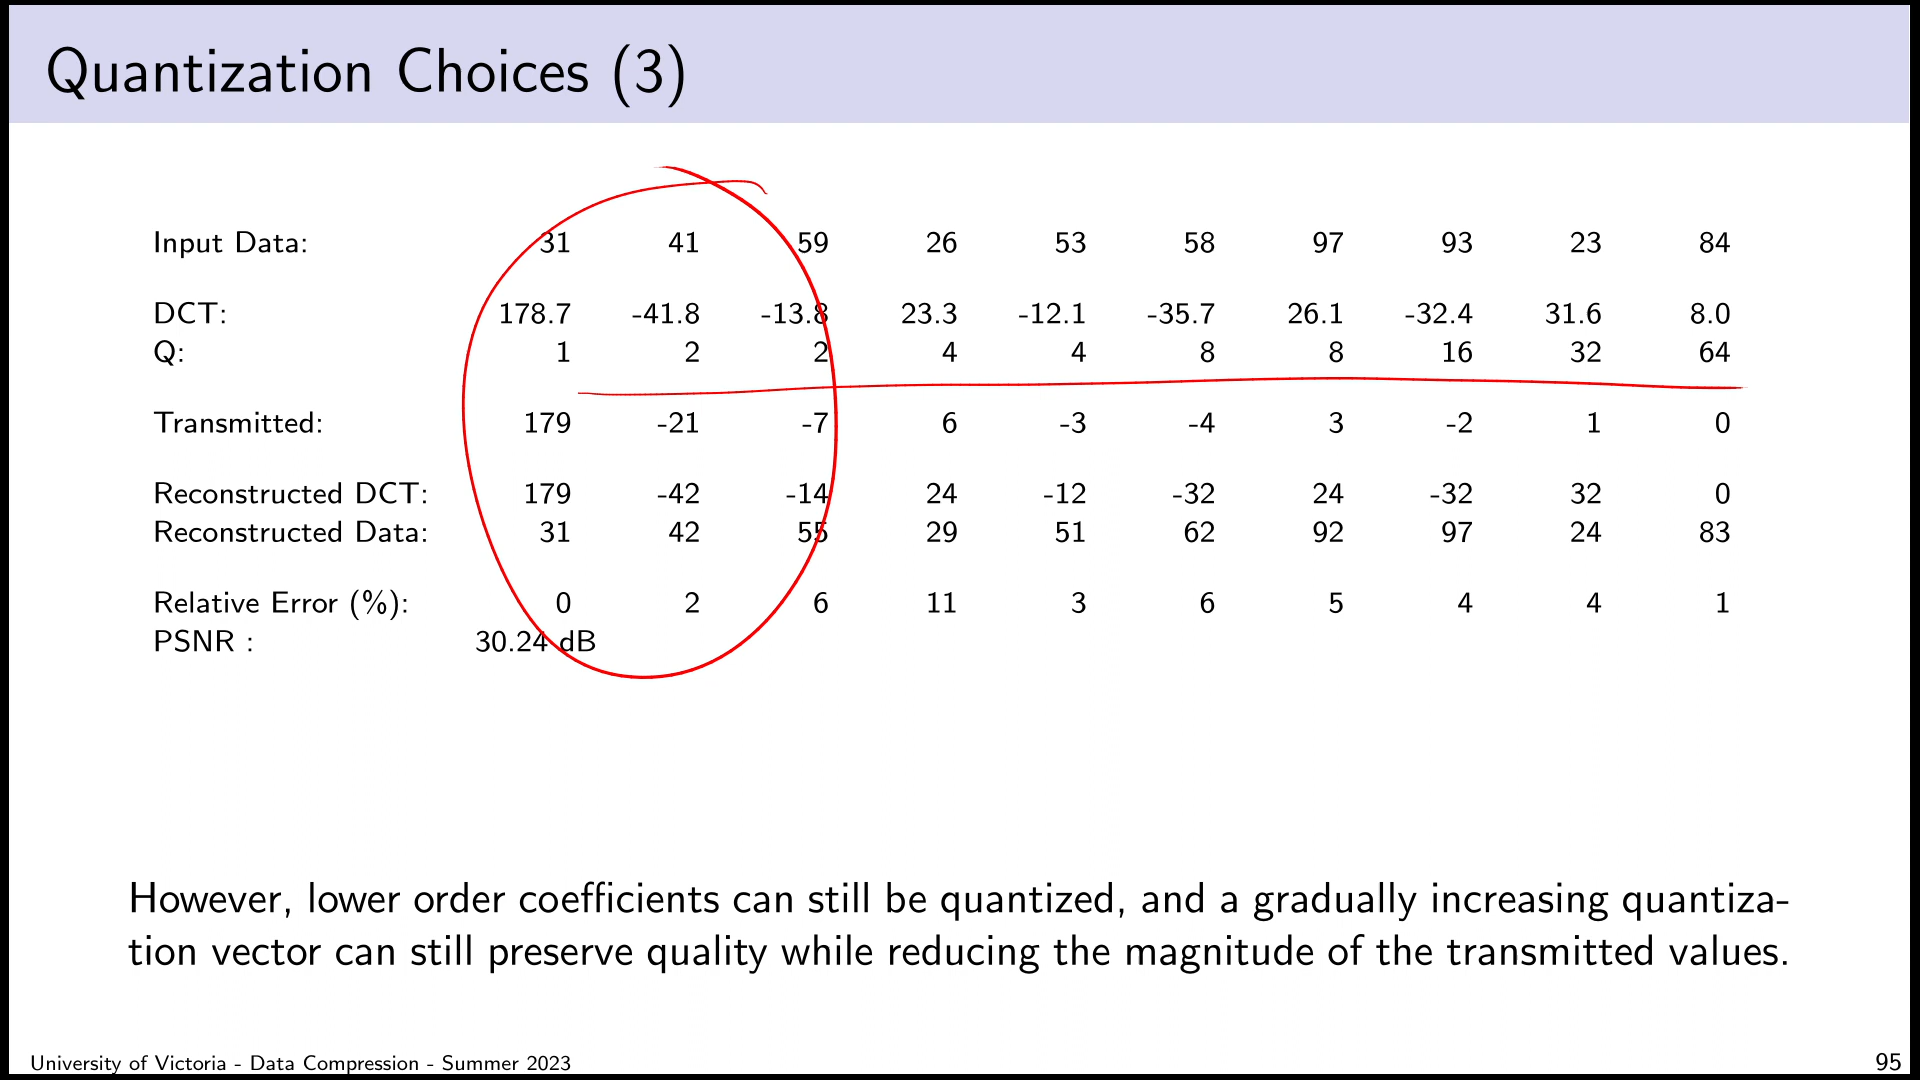 Quantization Choices (3)
Input Data: 31 41 59 26 53 58 97 93 23 84
DCT: 178.7 -41.8 -13.8 23.3 -12.1 -35.7 26.1 -32.4 31.6 8.0
Q: 1 2 2 4 4 8 8 16 32 64
Transmitted: 179 -21 -7 6 -3 -4 3 -2 1 0
Reconstructed DCT: 179 -42 -14 24 -12 -32 24 -32 32 0
Reconstructed Data: 31 42 55 29 51 62 92 97 24 83
Relative Error (%): 0 2 6 11 3 6 5 4 4 1
PSNR : 30.24 dB
However, lower order coefficients can still be quantized, and a gradually increasing quantiza-
tion vector can still preserve quality while reducing the magnitude of the transmitted values.
University of Victoria - Data Compression - Summer 2023 95